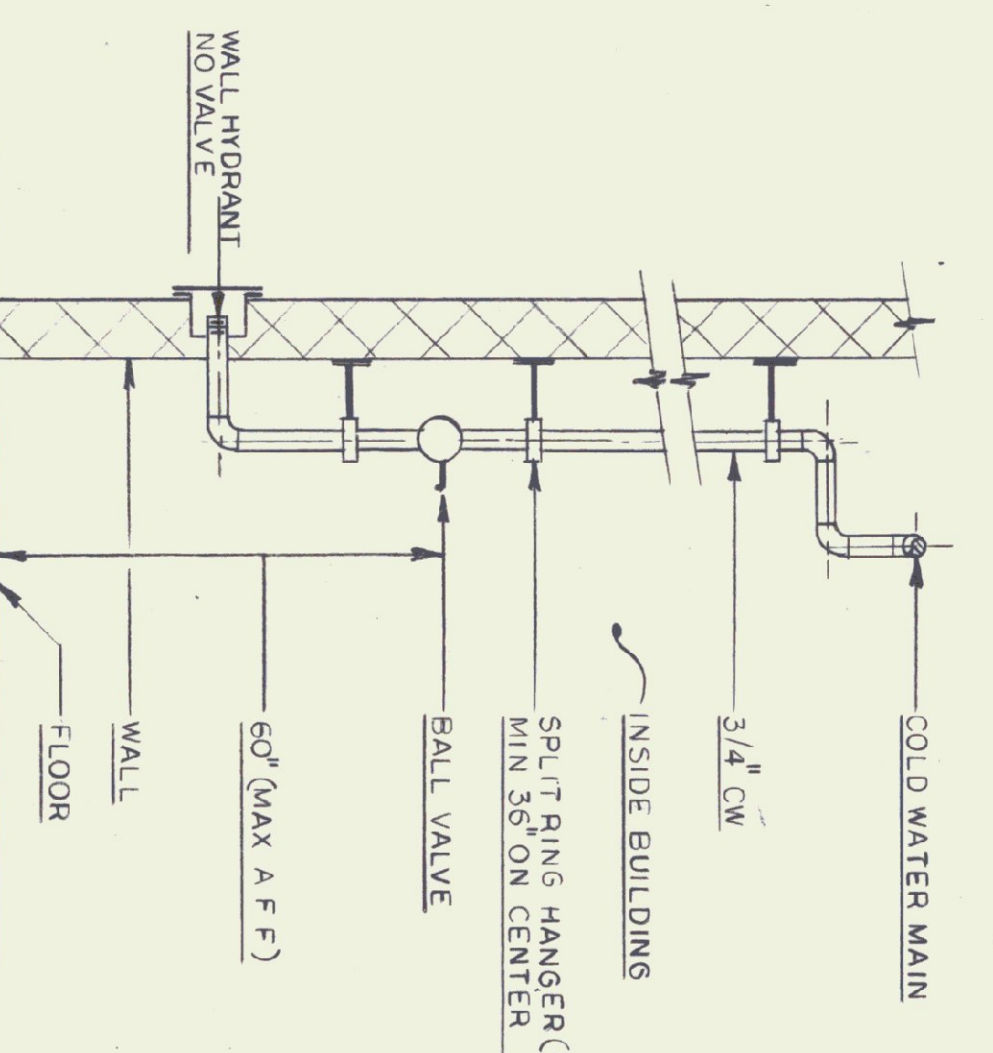 COLD WATER MAIN
3/4" CW
INSIDE BUILDING
SPLIT RING HANGER(
MIN 36" ON CENTER
BALL VALVE
60" (MAX A F F)
WALL HYDRANT
NO VALVE
WALL
FLOOR